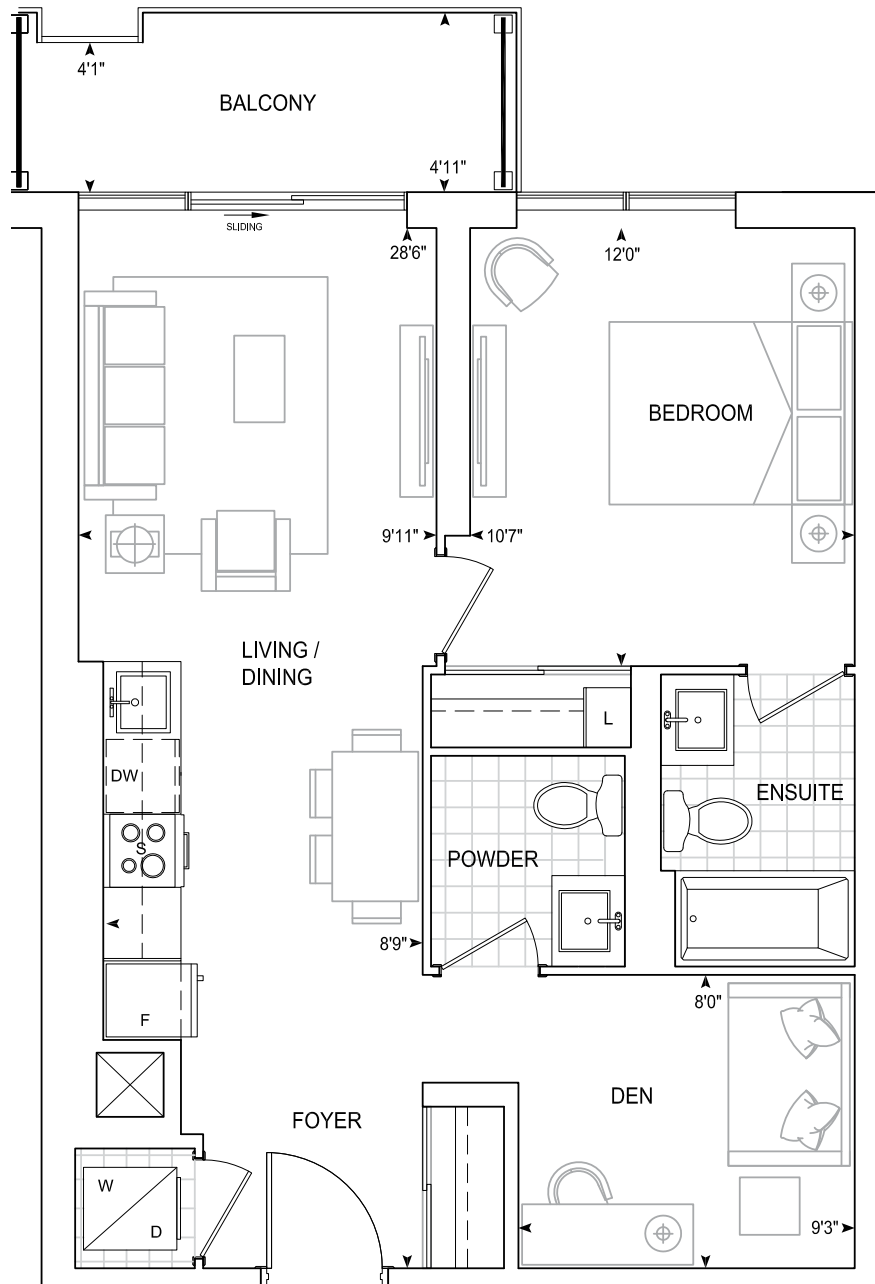 4'1"
BALCONY
4'11"
SLIDING
28'6"
12'0"
BEDROOM
9'11"
10'7"
LIVING /
DINING
L
DW
ENSUITE
S
POWDER
8'9"
8'0"
F
DEN
FOYER
W
D
9'3"